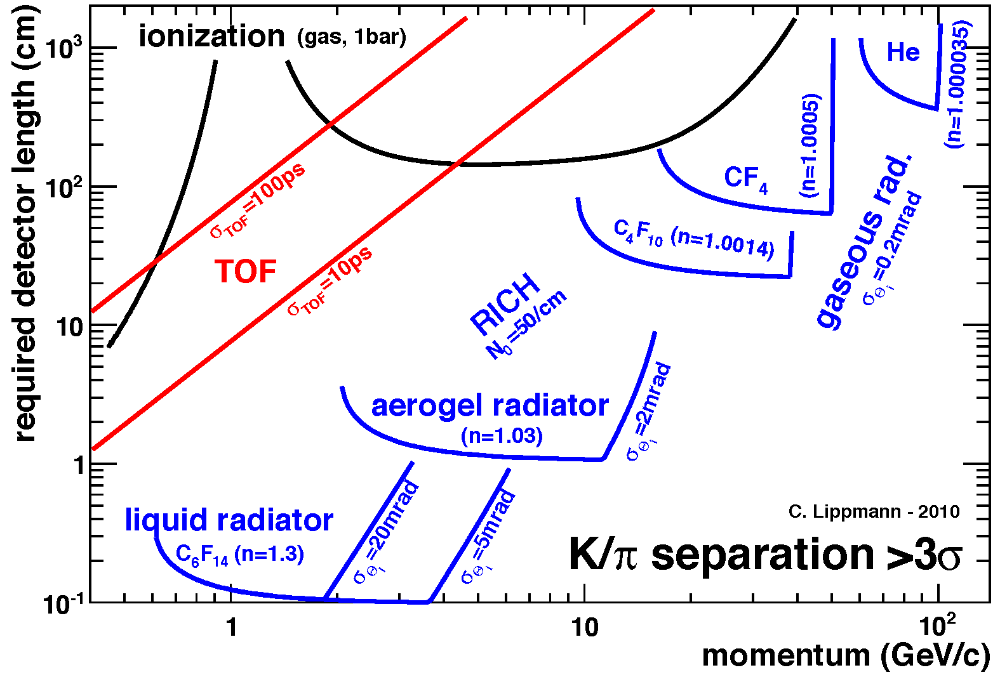 required detector length (cm)
10³
10²
10
1
10⁻¹
ionization (gas, 1bar)
σTOF=100ps
TOF
σTOF=10ps
He
(n=1.000035)
(n=1.0005)
CF₄
C₄F₁₀ (n=1.0014)
gaseous rad.
σΘi=0.2mrad
RICH
N₀=50/cm
aerogel radiator
(n=1.03)
σΘi=2mrad
liquid radiator
C₆F₁₄ (n=1.3)
σΘi=20mrad
σΘi=5mrad
C. Lippmann - 2010
K/π separation >3σ
1
10
10²
momentum (GeV/c)